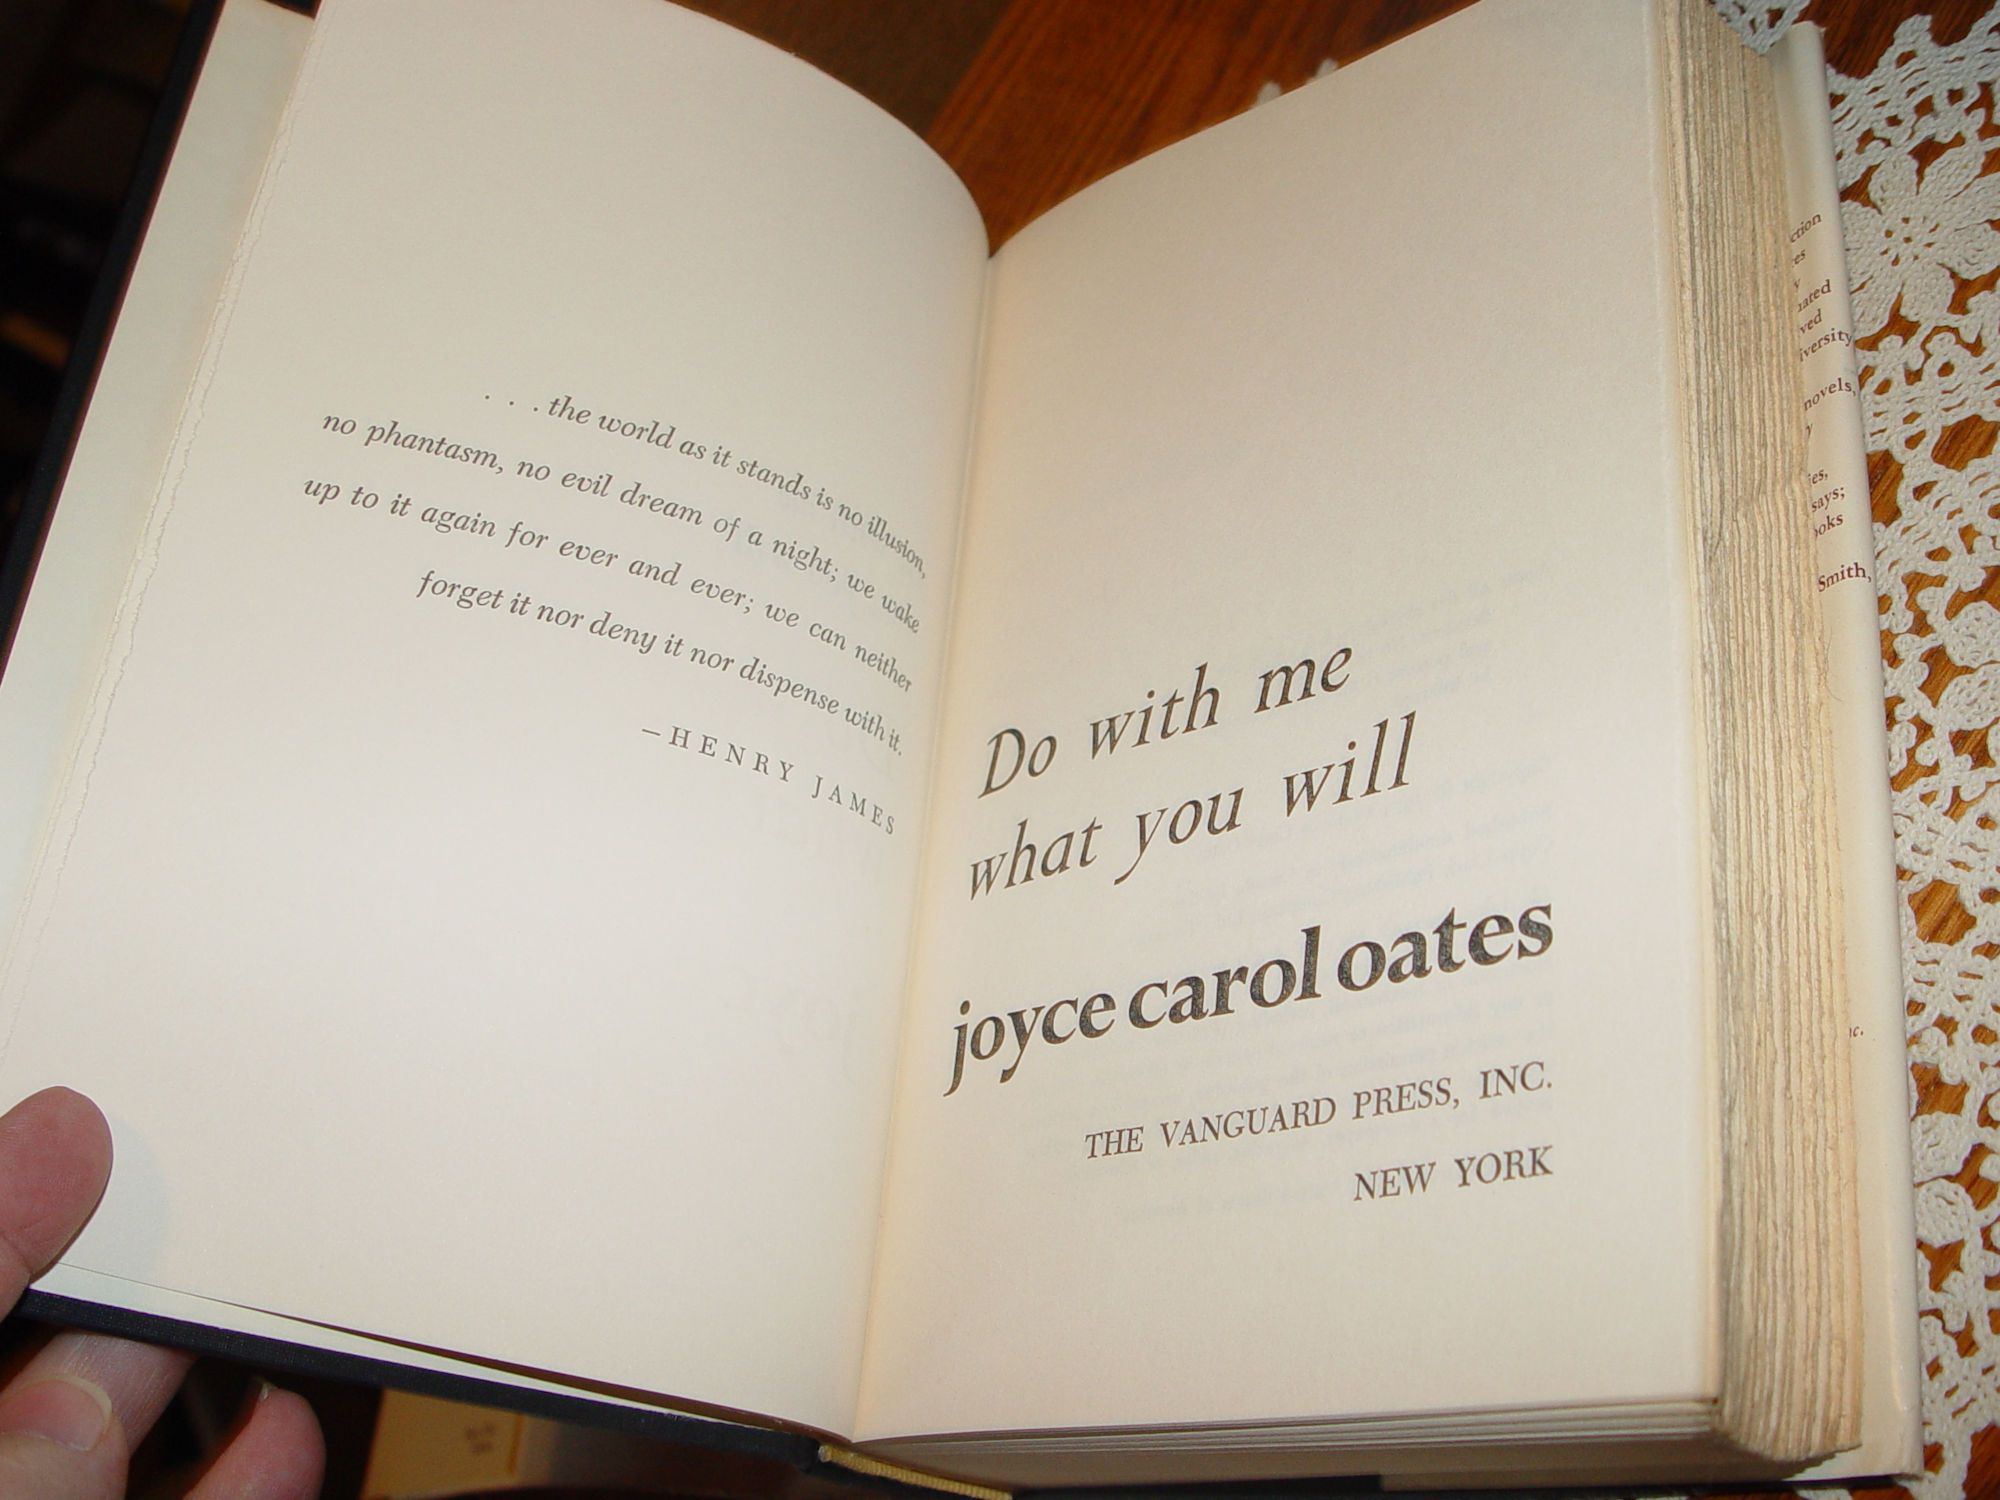 . . . the world as it stands is no illusion,
no phantasm, no evil dream of a night; we wake
up to it again for ever and ever; we can neither
forget it nor deny it nor dispense with it.
—HENRY JAMES
Do with me
what you will
joyce carol oates
THE VANGUARD PRESS, INC.
NEW YORK
novels,
Smith,